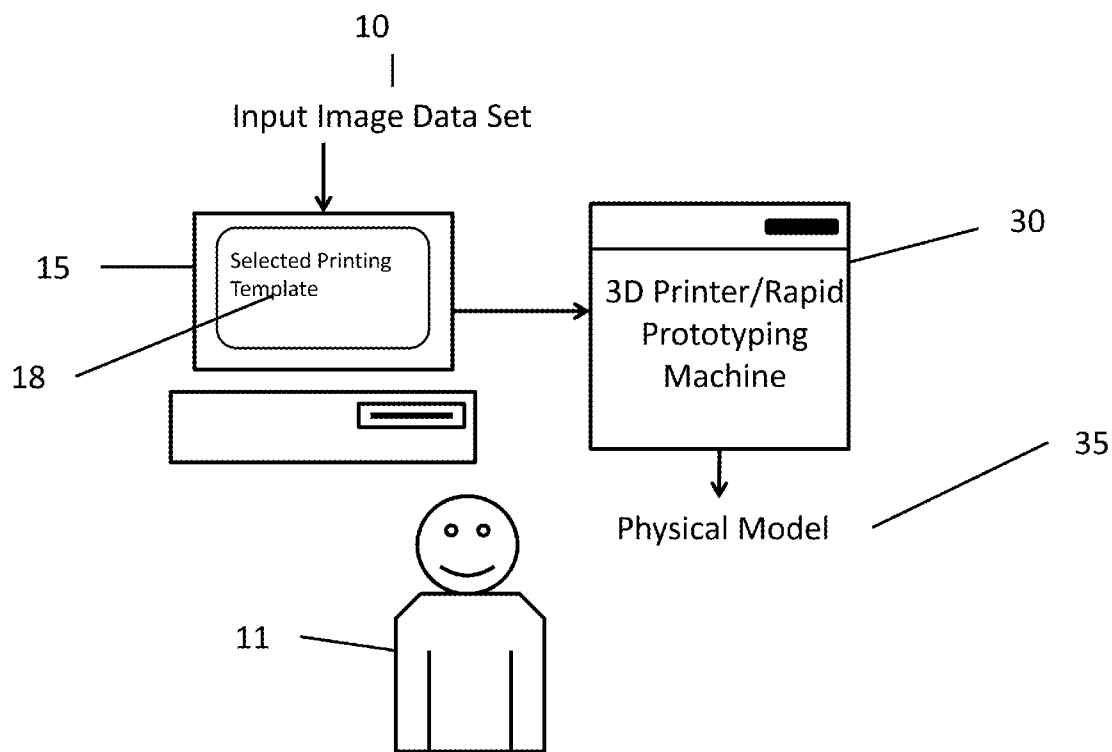 10
Input Image Data Set
15
Selected Printing
Template
18
30
3D Printer/Rapid
Prototyping
Machine
35
Physical Model
11